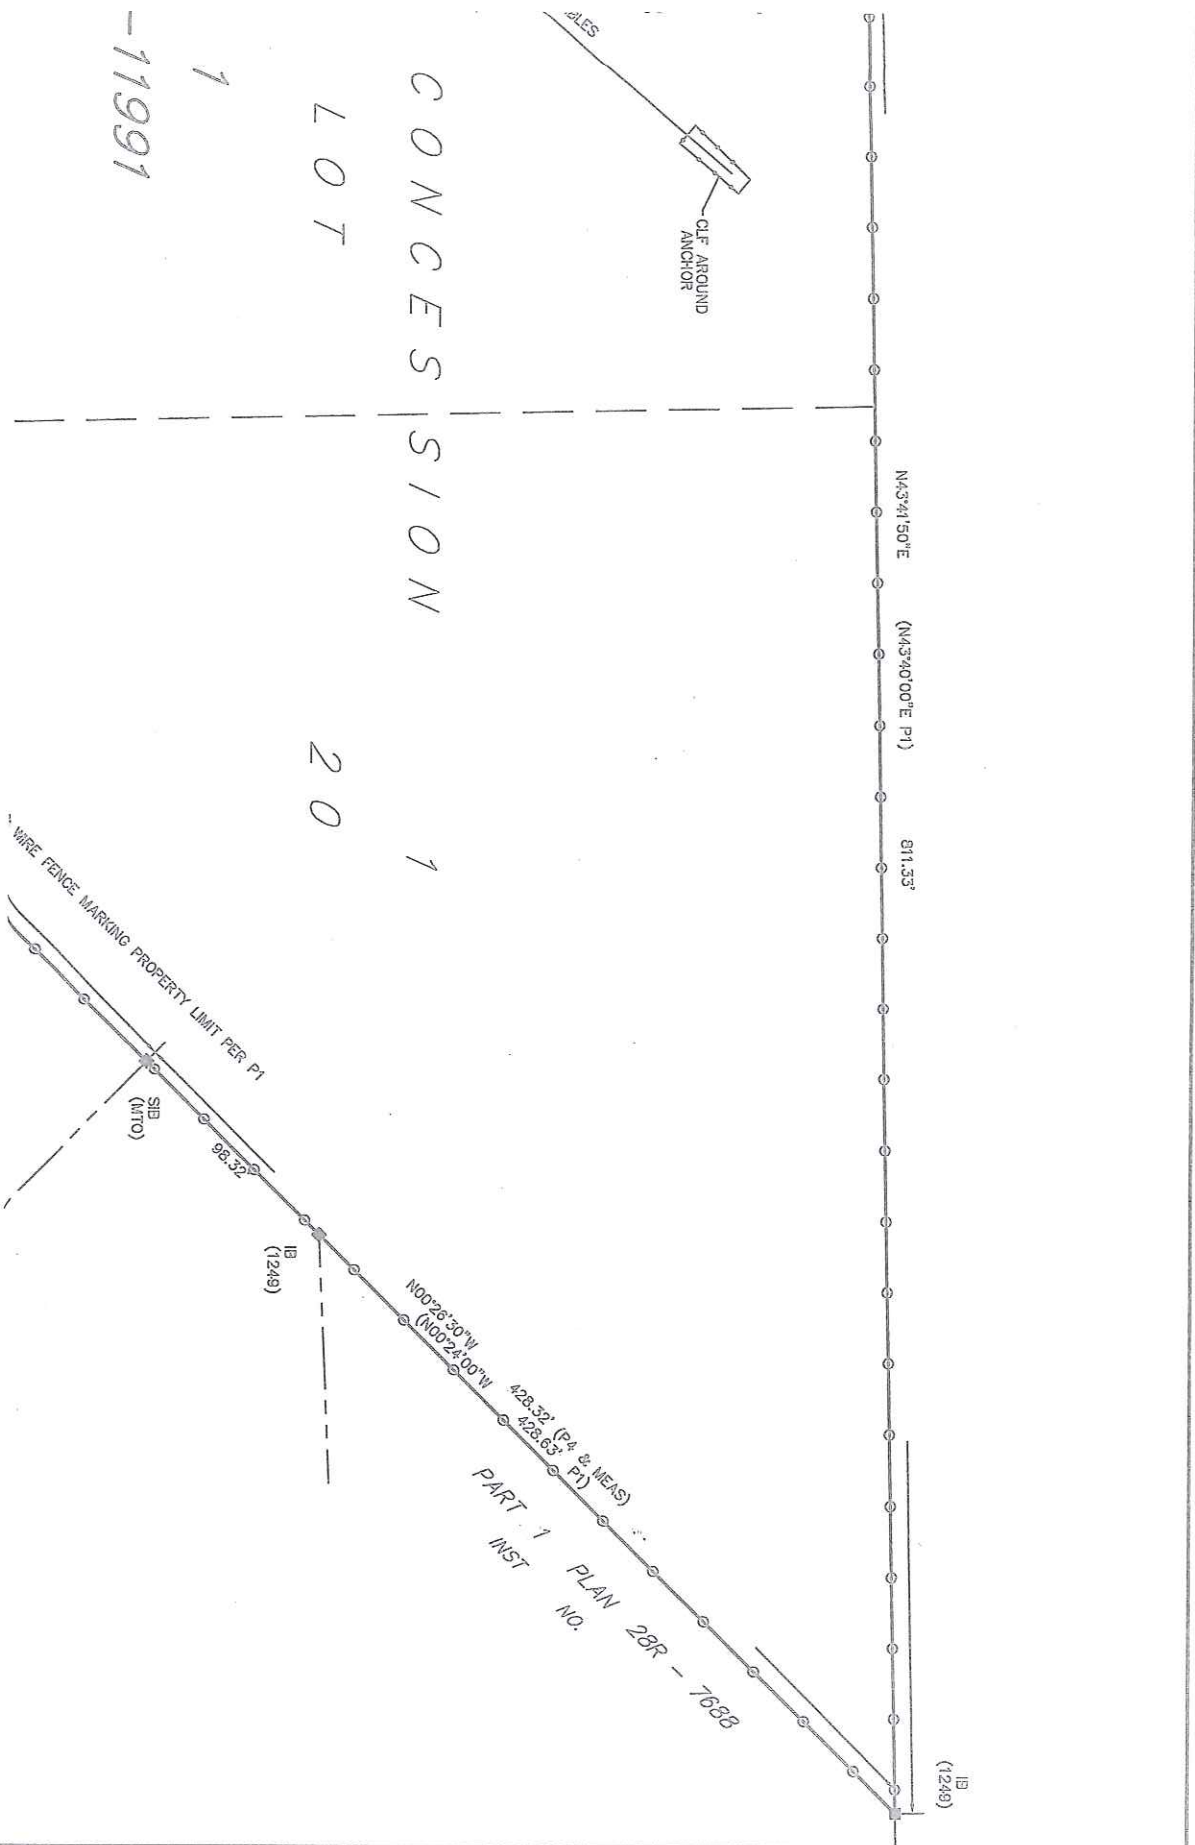 BLES
CLF AROUND
ANCHOR
N43°41'50"E (N43°40'00"E P1) 811.33'
CONCESSION 1
LOT 20
1
-11991
WIRE FENCE MARKING PROPERTY LIMIT PER P1
SIB
(MTO)
98.32'
IB
(1249)
N00°26'30"W 428.32' (P4 & MEAS)
(N00°24'00"W 428.63' P1)
PART 1 PLAN 28R - 7688
INST NO.
IB
(1249)